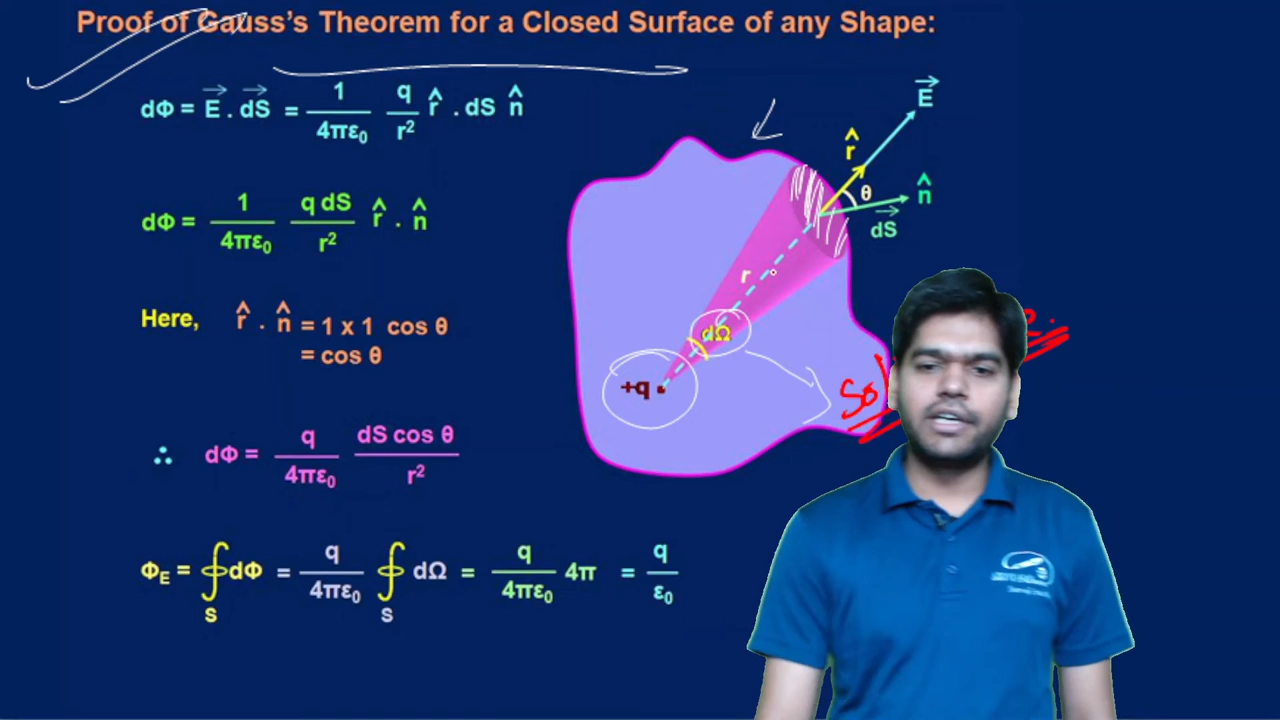 Proof of Gauss's Theorem for a Closed Surface of any Shape:
dΦ = E⃗ . dS⃗ = 1/4πε₀ q/r² r̂ . dS n̂
dΦ = 1/4πε₀ q dS/r² r̂ . n̂
Here, r̂ . n̂ = 1 x 1 cos θ
= cos θ
∴ dΦ = q/4πε₀ dS cos θ/r²
Φ_E = ∮_S dΦ = q/4πε₀ ∮_S dΩ = q/4πε₀ 4π = q/ε₀
E⃗
r̂
θ
n̂
dS⃗
r
dΩ
+q